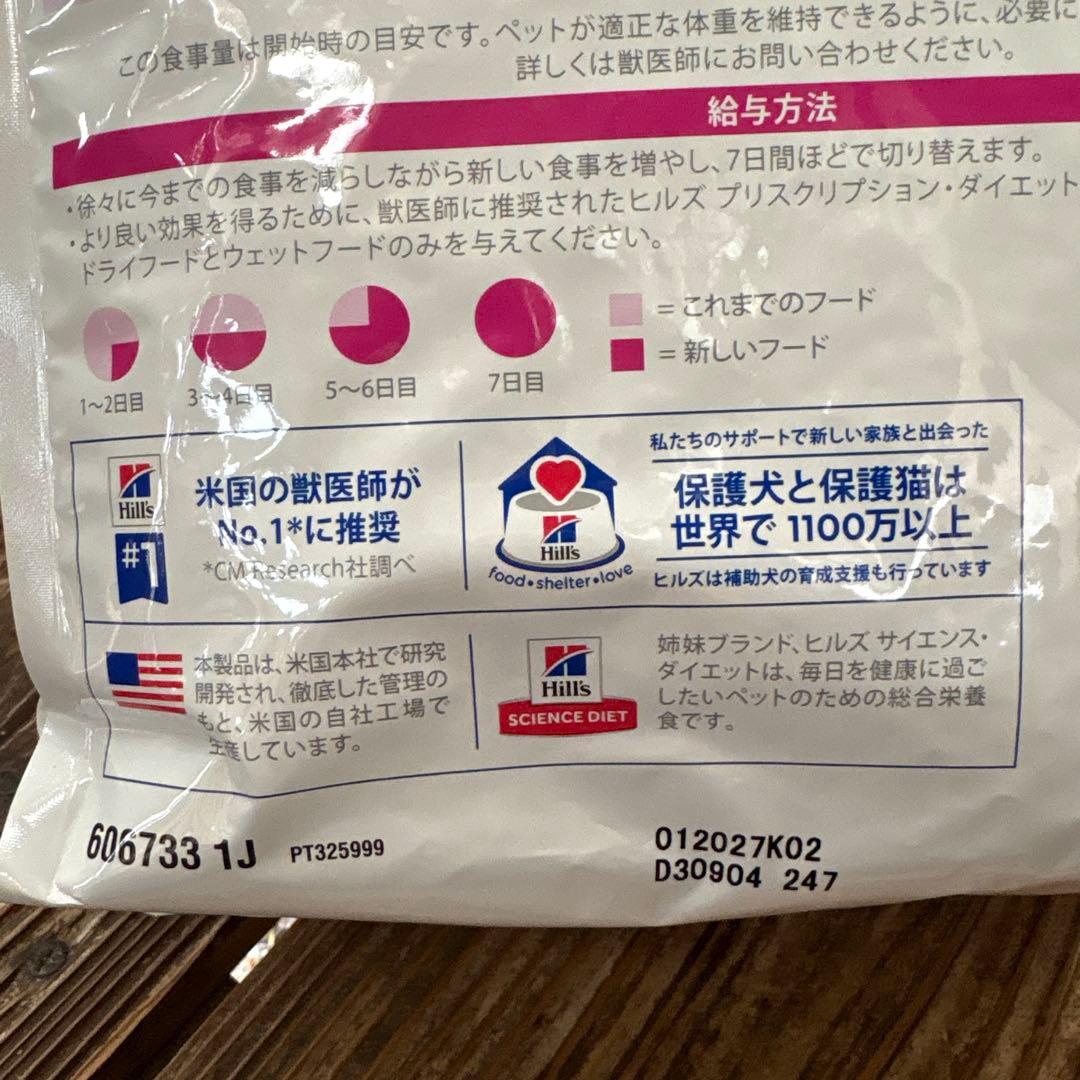 この食事量は開始時の目安です。ペットが適正な体重を維持できるように、必要に
詳しくは獣医師にお問い合わせください。
給与方法
・徐々に今までの食事を減らしながら新しい食事を増やし、7日間ほどで切り替えます。
・より良い効果を得るために、獣医師に推奨されたヒルズ プリスクリプション・ダイエット
ドライフードとウェットフードのみを与えてください。
= これまでのフード
= 新しいフード
1〜2日目 3〜4日目 5〜6日目 7日目
Hill's
#1
米国の獣医師が
No.1*に推奨
*CM Research社調べ
Hill's
food•shelter•love
私たちのサポートで新しい家族と出会った
保護犬と保護猫は
世界で 1100万以上
ヒルズは補助犬の育成支援も行っています
本製品は、米国本社で研究
開発され、徹底した管理の
もと、米国の自社工場で
生産しています。
Hill's
SCIENCE DIET
姉妹ブランド、ヒルズ サイエンス・
ダイエットは、毎日を健康に過ご
したいペットのための総合栄養
食です。
606733 1J PT325999
012027K02
D30904 247